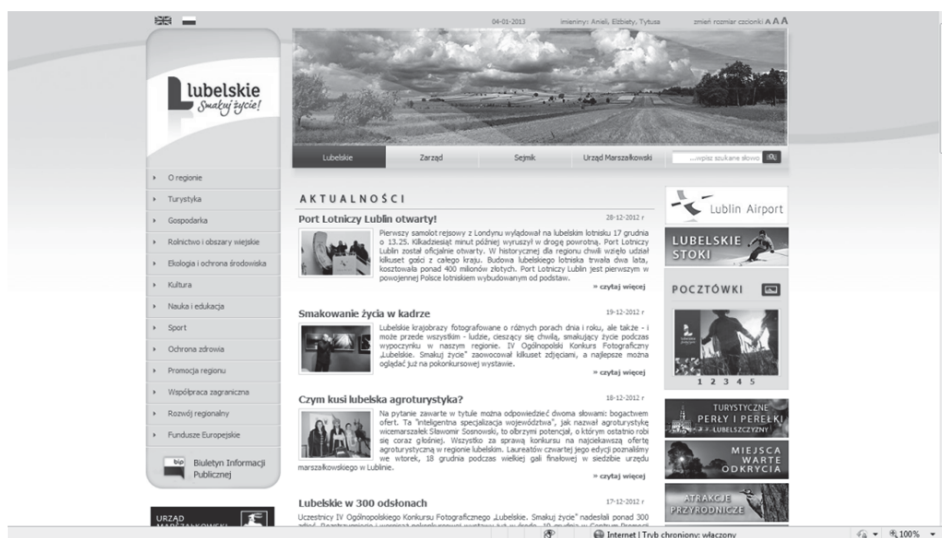 04-01-2013
imieniny: Anieli, Elżbiety, Tytusa
zmień rozmiar czcionki A A A
lubelskie
Smakuj życie!
Lubelskie
Zarząd
Sejmik
Urząd Marszałkowski
...wpisz szukane słowo
O regionie
Turystyka
Gospodarka
Rolnictwo i obszary wiejskie
Ekologia i ochrona środowiska
Kultura
Nauka i edukacja
Sport
Ochrona zdrowia
Promocja regionu
Współpraca zagraniczna
Rozwój regionalny
Fundusze Europejskie
bip
Biuletyn Informacji
Publicznej
URZĄD
MARSZAŁKOWSKI
AKTUALNOŚCI
Port Lotniczy Lublin otwarty!
28-12-2012 r
Pierwszy samolot rejsowy z Londynu wylądował na lubelskim lotnisku 17 grudnia
o 13.25. Kilkadziesiąt minut później wyruszył w drogę powrotną. Port Lotniczy
Lublin został oficjalnie otwarty. W historycznej dla regionu chwili wzięło udział
kilkuset gości z całego kraju. Budowa lubelskiego lotniska trwała dwa lata,
kosztowała ponad 400 milionów złotych. Port Lotniczy Lublin jest pierwszym w
powojennej Polsce lotniskiem wybudowanym od podstaw.
» czytaj więcej
Smakowanie życia w kadrze
19-12-2012 r
Lubelskie krajobrazy fotografowane o różnych porach dnia i roku, ale także - i
może przede wszystkim - ludzie, cieszący się chwilą, smakujący życie podczas
wypoczynku w naszym regionie. IV Ogólnopolski Konkurs Fotograficzny
„Lubelskie. Smakuj życie" zaowocował kilkuset zdjęciami, a najlepsze można
oglądać już na pokonkursowej wystawie.
» czytaj więcej
Czym kusi lubelska agroturystyka?
18-12-2012 r
Na pytanie zawarte w tytule można odpowiedzieć dwoma słowami: bogactwem
ofert. Ta "inteligentna specjalizacja województwa", jak nazwał agroturystykę
wicemarszałek Sławomir Sosnowski, to obrzymi potencjał, o którym ostatnio robi
się coraz głośniej. Wszystko za sprawą konkursu na najciekawszą ofertę
agroturystyczną w regionie lubelskim. Laureatów czwartej jego edycji poznaliśmy
we wtorek, 18 grudnia podczas wielkiej gali finałowej w siedzibie urzędu
marszałkowskiego w Lublinie.
» czytaj więcej
Lubelskie w 300 odsłonach
17-12-2012 r
Uczestnicy IV Ogólnopolskiego Konkursu Fotograficznego „Lubelskie. Smakuj życie" nadesłali ponad 300
Lublin Airport
LUBELSKIE
STOKI
POCZTÓWKI
1 2 3 4 5
TURYSTYCZNE
PERŁY I PEREŁKI
LUBELSZCZYZNY
MIEJSCA
WARTE
ODKRYCIA
ATRAKCJE
PRZYRODNICZE
Internet | Tryb chroniony: włączony
100%